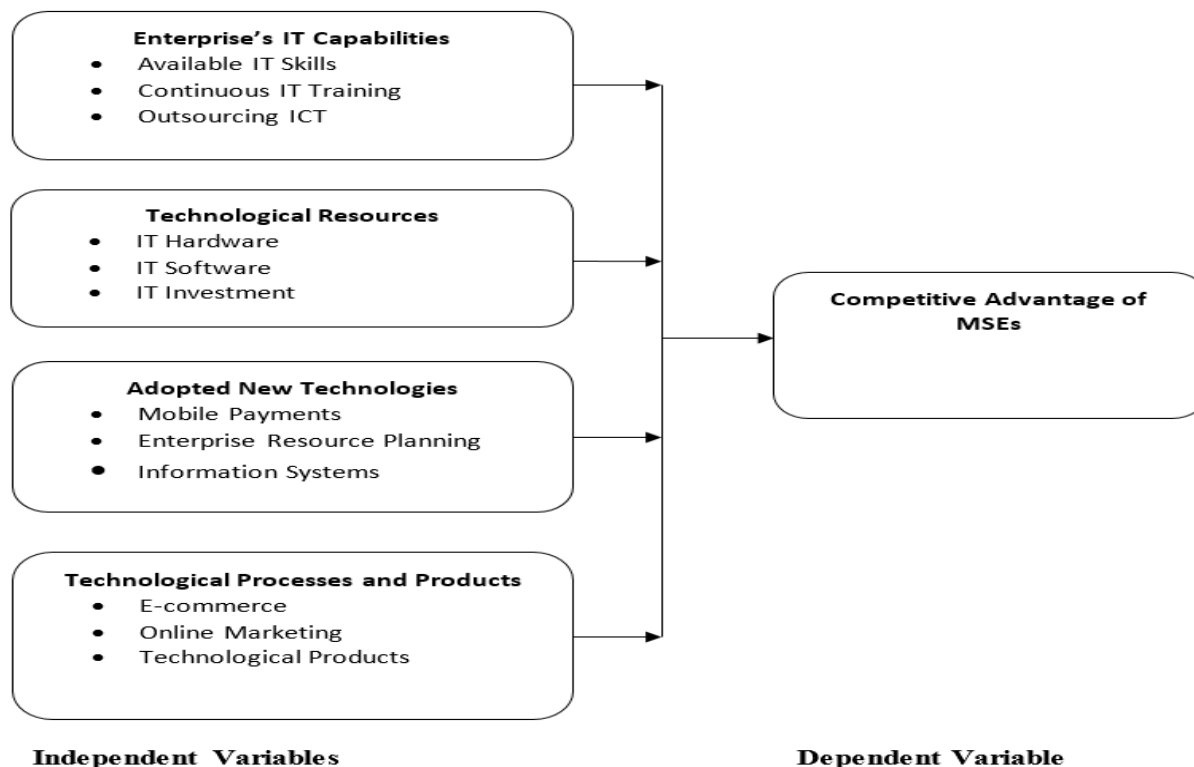 Enterprise’s IT Capabilities
• Available IT Skills
• Continuous IT Training
• Outsourcing ICT
Technological Resources
• IT Hardware
• IT Software
• IT Investment
Adopted New Technologies
• Mobile Payments
• Enterprise Resource Planning
• Information Systems
Technological Processes and Products
• E-commerce
• Online Marketing
• Technological Products
Competitive Advantage of
MSEs
Independent Variables
Dependent Variable